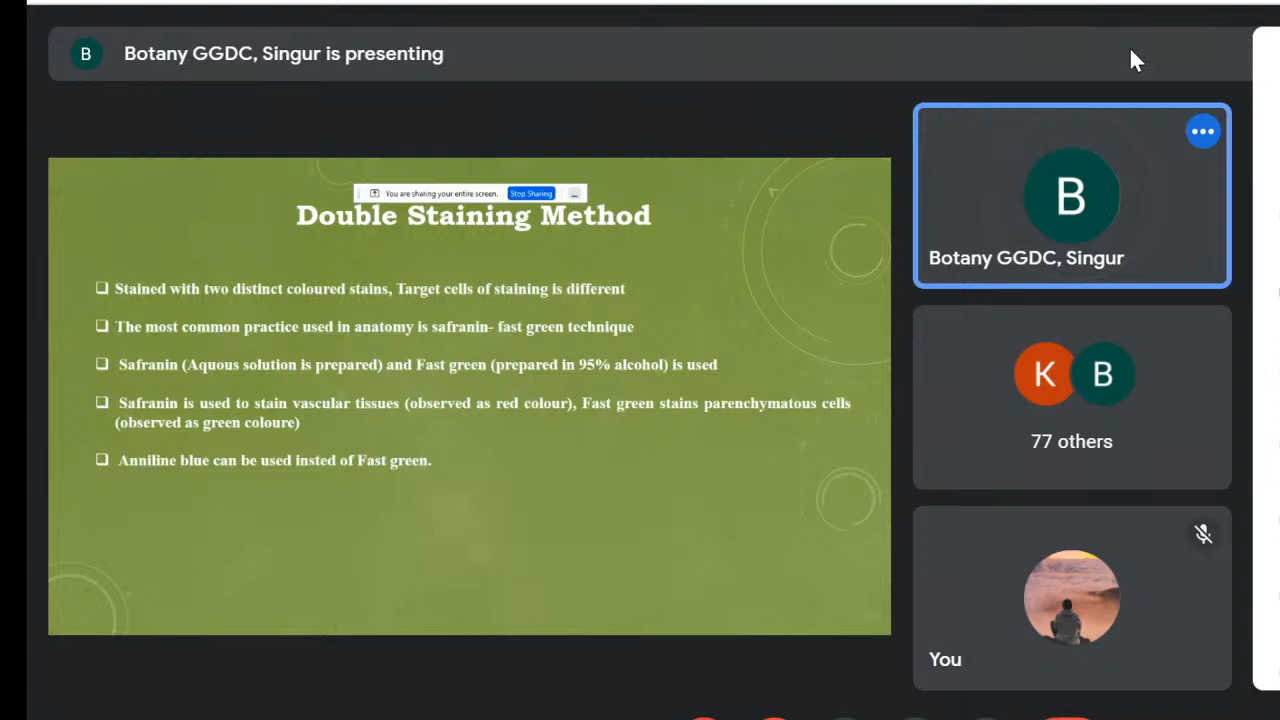 B Botany GGDC, Singur is presenting
You are sharing your entire screen. Stop Sharing
Double Staining Method
Stained with two distinct coloured stains, Target cells of staining is different
The most common practice used in anatomy is safranin- fast green technique
Safranin (Aquous solution is prepared) and Fast green (prepared in 95% alcohol) is used
Safranin is used to stain vascular tissues (observed as red colour), Fast green stains parenchymatous cells
(observed as green coloure)
Anniline blue can be used insted of Fast green.
B
Botany GGDC, Singur
K B
77 others
You